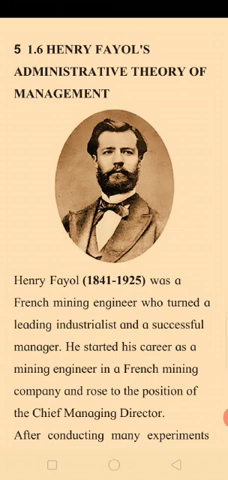 5 1.6 HENRY FAYOL'S
ADMINISTRATIVE THEORY OF
MANAGEMENT
Henry Fayol (1841-1925) was a
French mining engineer who turned a
leading industrialist and a successful
manager. He started his career as a
mining engineer in a French mining
company and rose to the position of
the Chief Managing Director.
After conducting many experiments